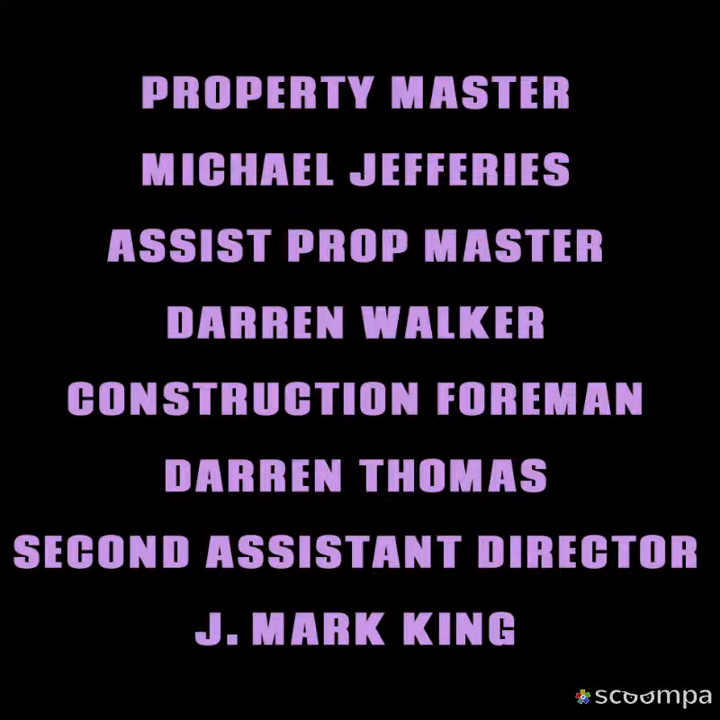 PROPERTY MASTER
MICHAEL JEFFERIES
ASSIST PROP MASTER
DARREN WALKER
CONSTRUCTION FOREMAN
DARREN THOMAS
SECOND ASSISTANT DIRECTOR
J. MARK KING
scoompa